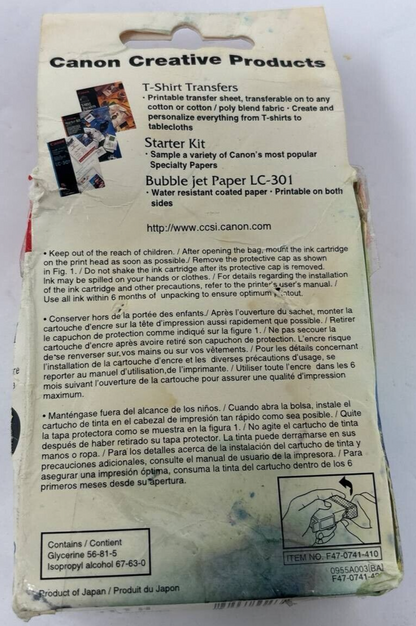 Canon Creative Products
T-Shirt Transfers
• Printable transfer sheet, transferable on to any
cotton or cotton / poly blend fabric • Create and
personalize everything from T-shirts to
tablecloths
Starter Kit
• Sample a variety of Canon's most popular
Specialty Papers
Bubble jet Paper LC-301
• Water resistant coated paper • Printable on both
sides
http://www.ccsi.canon.com
• Keep out of the reach of children. / After opening the bag, mount the ink cartridge
on the print head as soon as possible./ Remove the protective cap as shown
in Fig. 1. / Do not shake the ink cartridge after its protective cap is removed.
Ink may be spilled on your hands or clothes. / For details regarding the installation
of the ink cartridge and other precautions, refer to the printer's user's manual. /
Use all ink within 6 months of unpacking to ensure optimum printout.
• Conserver hors de la portée des enfants./ Après l'ouverture du sachet, monter la
cartouche d'encre sur la tête d'impression aussi rapidement que possible. / Retirer
le capuchon de protection comme indiqué sur la figure 1. / Ne pas secouer la
cartouche d'encre après avoir retiré son capuchon de protection. L'encre risque
de se renverser sur vos mains ou sur vos vêtements. / Pour les détails concernant
l'installation de la cartouche d'encre et les diverses précautions d'usage, se
reporter au manuel d'utilisation de l'imprimante. / Utiliser toute l'encre dans les 6
mois suivant l'ouverture de la cartouche pour assurer une qualité d'impression
maximum.
• Manténgase fuera del alcance de los niños. / Cuando abra la bolsa, instale el
cartucho de tinta en el cabezal de impresión tan rápido como sea posible. / Quite
la tapa protectora como se muestra en la figura 1. / No agite el cartucho de tinta
después de haber retirado su tapa protector. La tinta puede derramarse en sus
manos o ropa. / Para los detalles acerca de la instalación del cartucho de tinta y
precauciones adicionales, consulte el manual de usuario de la impresora. / Para
asegurar una impresión óptima, consuma la tinta del cartucho dentro de los 6
primeros meses desde su apertura.
Contains / Contient
Glycerine 56-81-5
Isopropyl alcohol 67-63-0
ITEM NO. F47-0741-410
0955A003[BA]
F47-0741-4
Product of Japan / Produit du Japon